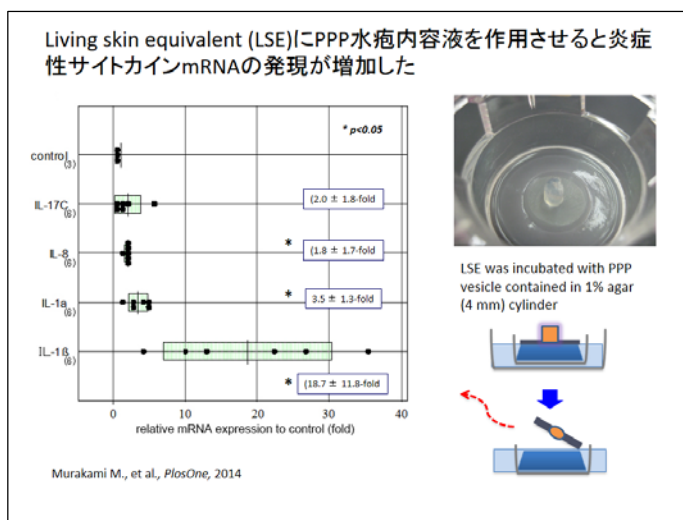 Living skin equivalent (LSE)にPPP水疱内容液を作用させると炎症
性サイトカインmRNAの発現が増加した
* p<0.05
control
(3)
IL-17C
(8)
(2.0 ± 1.8-fold
IL-8
(6)
*
(1.8 ± 1.7-fold
IL-1a
(6)
*
3.5 ± 1.3-fold
IL-1ß
(6)
*
(18.7 ± 11.8-fold
0 10 20 30 40
relative mRNA expression to control (fold)
LSE was incubated with PPP
vesicle contained in 1% agar
(4 mm) cylinder
Murakami M., et al., PlosOne, 2014